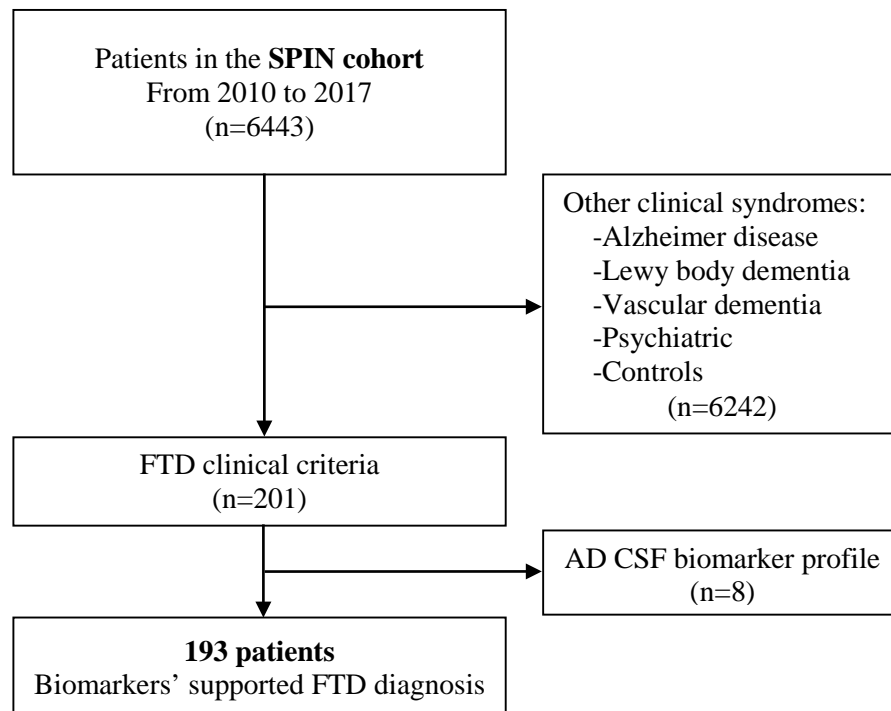 Patients in the SPIN cohort
From 2010 to 2017
(n=6443)
Other clinical syndromes:
-Alzheimer disease
-Lewy body dementia
-Vascular dementia
-Psychiatric
-Controls
(n=6242)
FTD clinical criteria
(n=201)
AD CSF biomarker profile
(n=8)
193 patients
Biomarkers’ supported FTD diagnosis